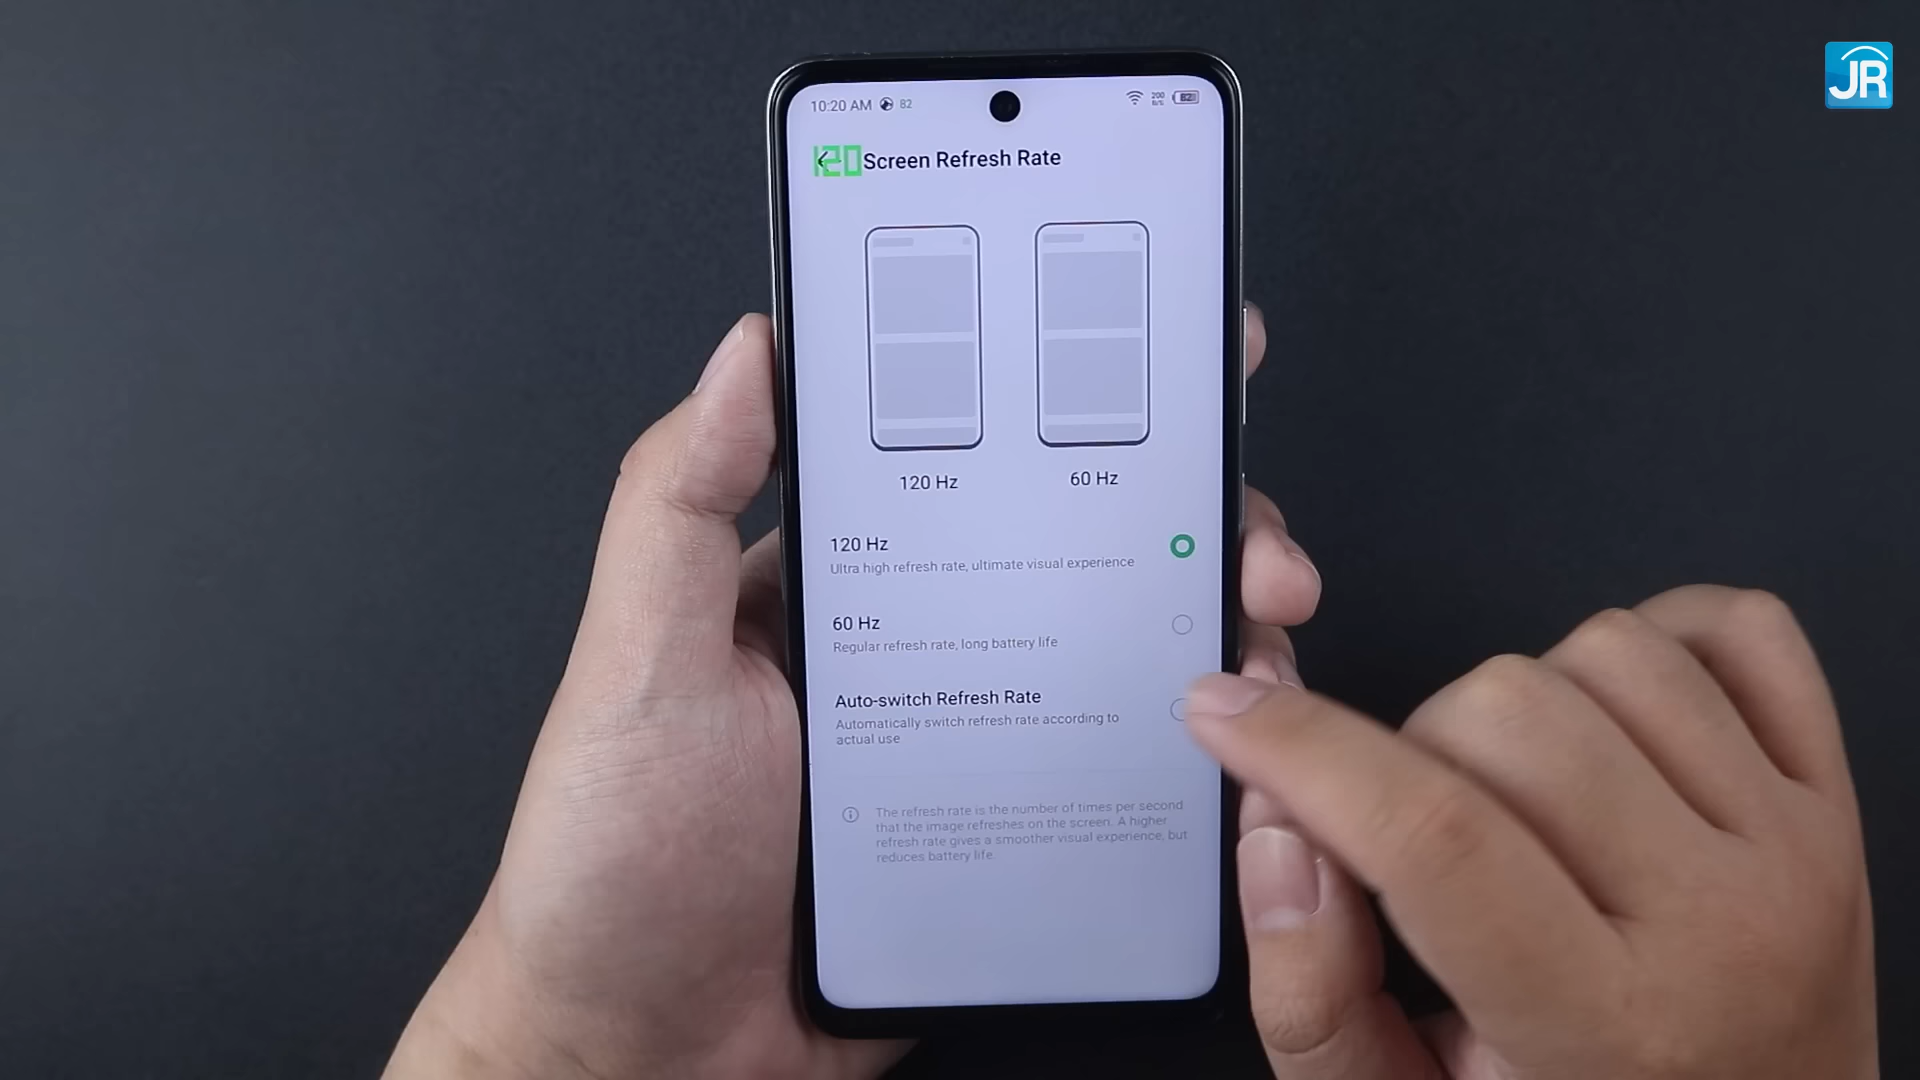 JR
10:20 AM 82
200
B/S
82
120 Screen Refresh Rate
120 Hz
60 Hz
120 Hz
Ultra high refresh rate, ultimate visual experience
60 Hz
Regular refresh rate, long battery life
Auto-switch Refresh Rate
Automatically switch refresh rate according to
actual use
The refresh rate is the number of times per second
that the image refreshes on the screen. A higher
refresh rate gives a smoother visual experience, but
reduces battery life.